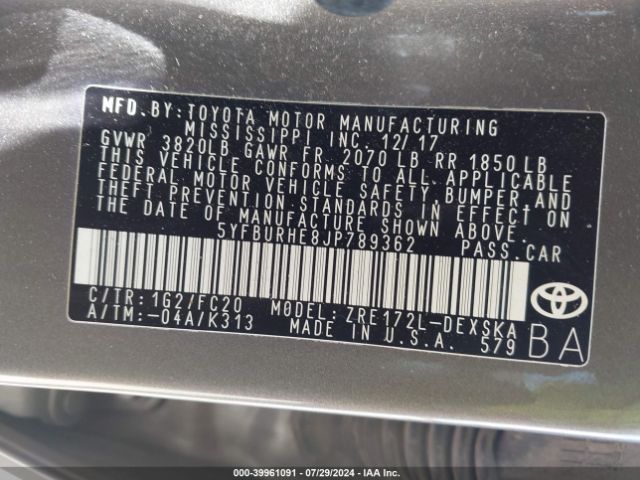 MFD. BY: TOYOTA MOTOR MANUFACTURING
MISSISSIPPI INC. 12/17
GVWR 3820LB GAWR FR 2070 LB RR 1850 LB
THIS VEHICLE CONFORMS TO ALL APPLICABLE
FEDERAL MOTOR VEHICLE SAFETY, BUMPER, AND
THEFT PREVENTION STANDARDS IN EFFECT ON
THE DATE OF MANUFACTURE SHOWN ABOVE.
5YFBURHE8JP789362 PASS. CAR
C/TR: 1G2/FC20 MODEL: ZRE172L-DEXSKA
A/TM:-04A/K313 MADE IN U.S.A. 579
BA
000-39961091 / 07/29/2024 / IAA Inc.